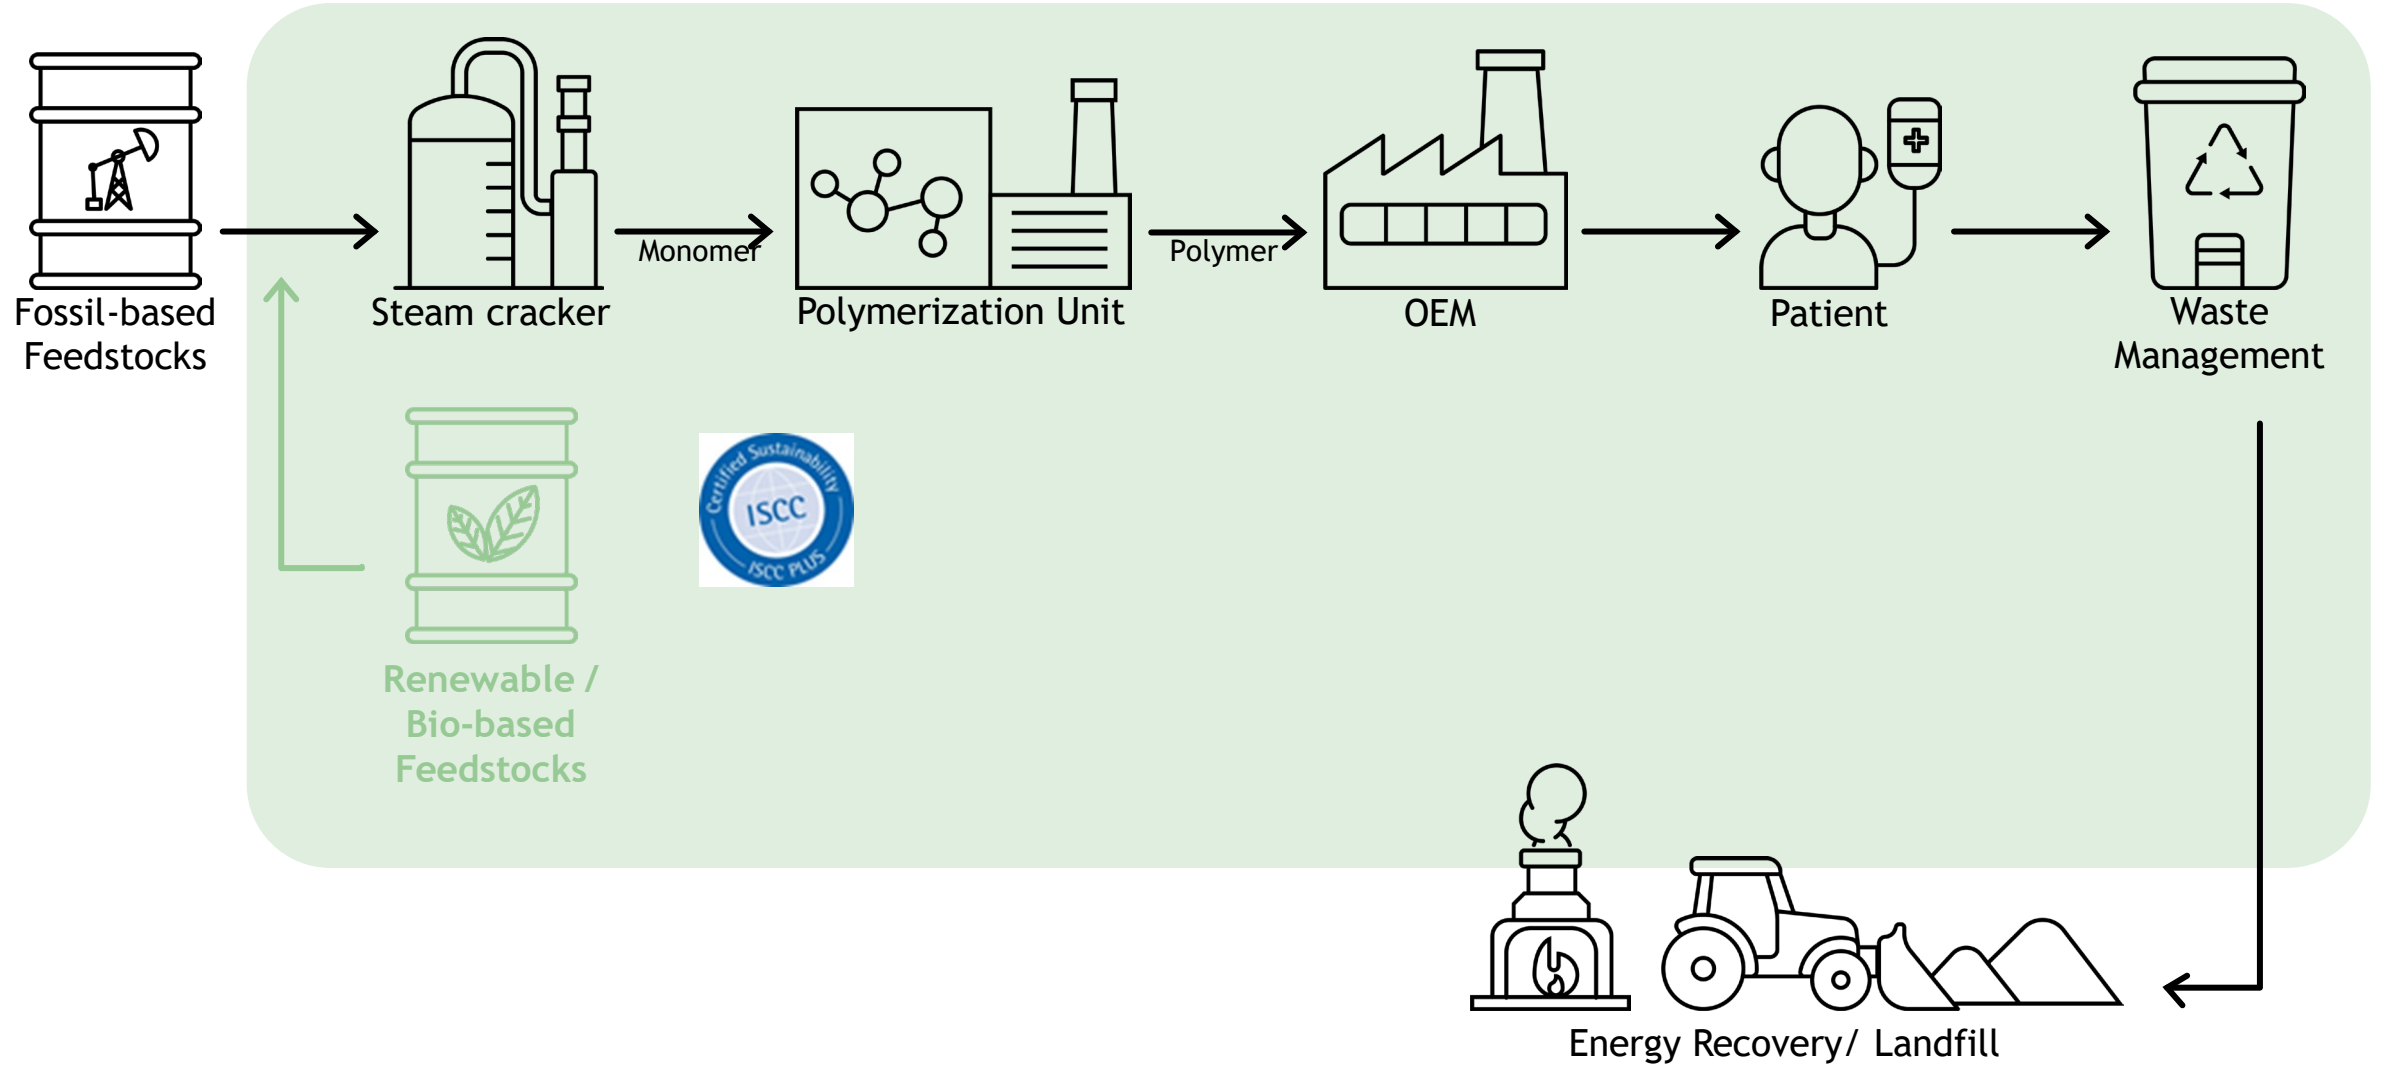 Monomer
Polymer
Fossil-based
Feedstocks
Steam cracker
Polymerization Unit
OEM
Patient
Waste
Management
Certified Sustainability
ISCC
ISCC PLUS
Renewable /
Bio-based
Feedstocks
Energy Recovery/ Landfill